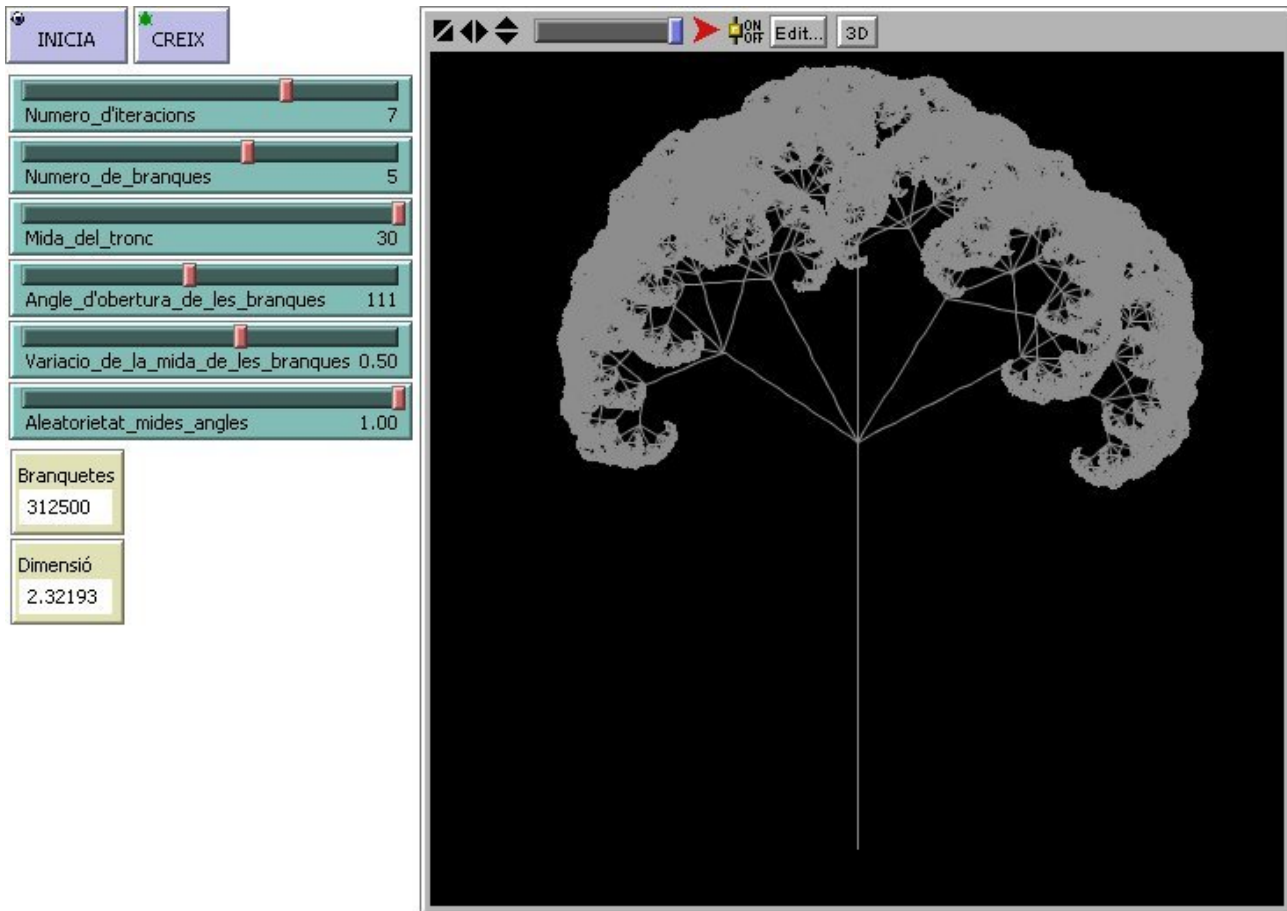 INICIA
CREIX
ON
OFF
Edit...
3D
Numero_d'iteracions 7
Numero_de_branques 5
Mida_del_tronc 30
Angle_d'obertura_de_les_branques 111
Variacio_de_la_mida_de_les_branques 0.50
Aleatorietat_mides_angles 1.00
Branquetes
312500
Dimensió
2.32193